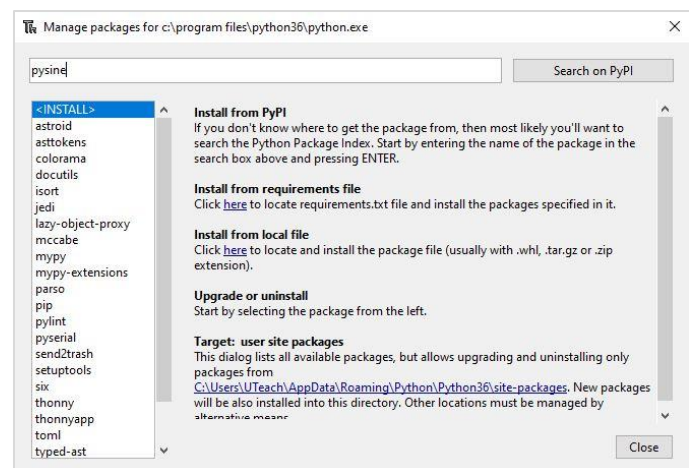 Manage packages for c:\program files\python36\python.exe
pysine
Search on PyPI
<INSTALL>
astroid
asttokens
colorama
docutils
isort
jedi
lazy-object-proxy
mccabe
mypy
mypy-extensions
parso
pip
pylint
pyserial
send2trash
setuptools
six
thonny
thonnyapp
toml
typed-ast
Install from PyPI
If you don't know where to get the package from, then most likely you'll want to
search the Python Package Index. Start by entering the name of the package in the
search box above and pressing ENTER.
Install from requirements file
Click here to locate requirements.txt file and install the packages specified in it.
Install from local file
Click here to locate and install the package file (usually with .whl, .tar.gz or .zip
extension).
Upgrade or uninstall
Start by selecting the package from the left.
Target: user site packages
This dialog lists all available packages, but allows upgrading and uninstalling only
packages from
C:\Users\UTeach\AppData\Roaming\Python\Python36\site-packages. New packages
will be also installed into this directory. Other locations must be managed by
alternative means.
Close